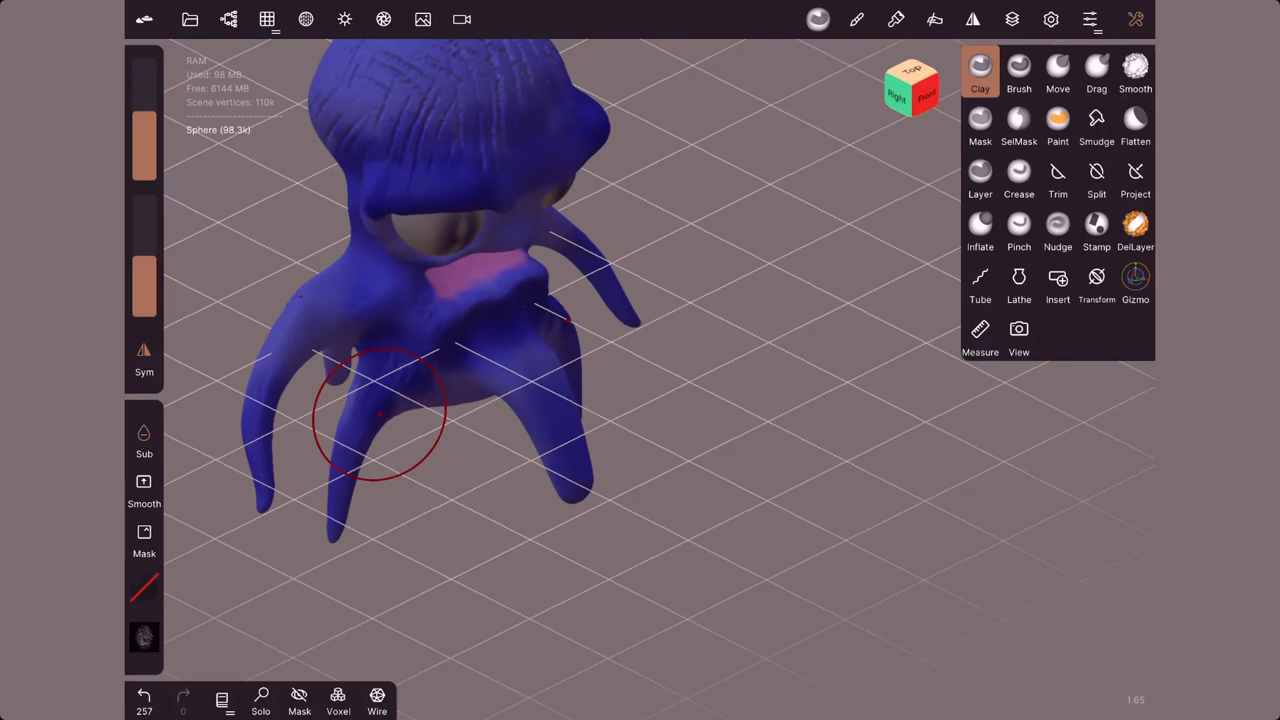 RAM
Used: 98 MB
Free: 6144 MB
Scene vertices: 110k
Sphere (98.3k)
Top
Right
Front
Clay Brush Move Drag Smooth
Mask SelMask Paint Smudge Flatten
Layer Crease Trim Split Project
Inflate Pinch Nudge Stamp DelLayer
Tube Lathe Insert Transform Gizmo
Measure View
Sym
Sub
Smooth
Mask
257 0 Solo Mask Voxel Wire
1.65